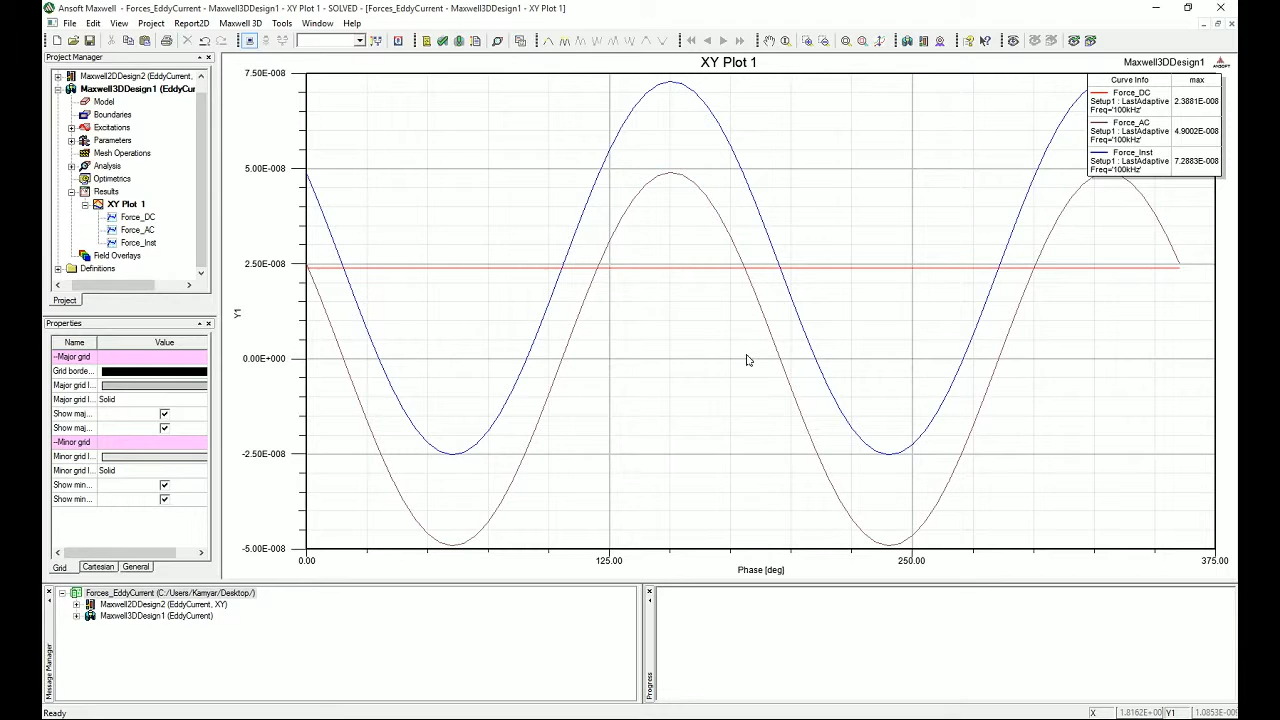 Ansoft Maxwell - Forces_EddyCurrent - Maxwell3DDesign1 - XY Plot 1 - SOLVED - [Forces_EddyCurrent - Maxwell3DDesign1 - XY Plot 1]
File Edit View Project Report2D Maxwell 3D Tools Window Help
Project Manager
Maxwell2DDesign2 (EddyCurrent,
Maxwell3DDesign1 (EddyCur
Model
Boundaries
Excitations
Parameters
Mesh Operations
Analysis
Optimetrics
Results
XY Plot 1
Force_DC
Force_AC
Force_Inst
Field Overlays
Definitions
Project
Properties
Name Value
--Major grid
Grid borde...
Major grid l...
Major grid l... Solid
Show maj...
Show maj...
--Minor grid
Minor grid l...
Minor grid l... Solid
Show min...
Show min...
Grid Cartesian General
XY Plot 1
Maxwell3DDesign1
ANSOFT
Curve Info max
Force_DC
Setup1 : LastAdaptive 2.3881E-008
Freq='100kHz'
Force_AC
Setup1 : LastAdaptive 4.9002E-008
Freq='100kHz'
Force_Inst
Setup1 : LastAdaptive 7.2883E-008
Freq='100kHz'
7.50E-008
5.00E-008
2.50E-008
0.00E+000
-2.50E-008
-5.00E-008
Y1
0.00 125.00 250.00 375.00
Phase [deg]
Message Manager
Forces_EddyCurrent (C:/Users/Kamyar/Desktop/)
Maxwell2DDesign2 (EddyCurrent, XY)
Maxwell3DDesign1 (EddyCurrent)
Progress
Ready
X 1.8162E+00 Y1 1.0853E-009